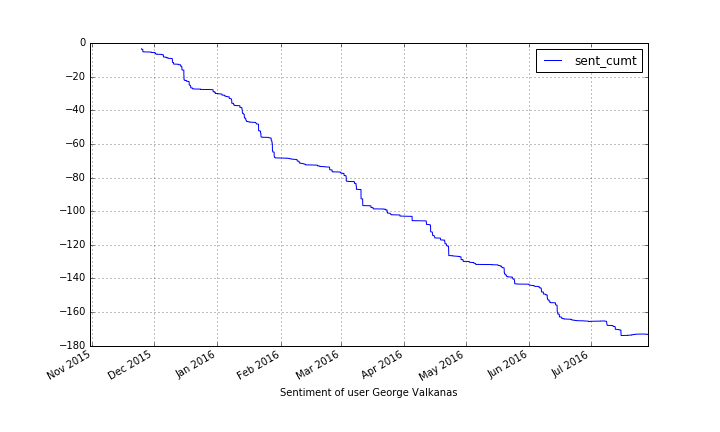 0
sent_cumt
−20
−40
−60
−80
−100
−120
−140
−160
−180
Nov 2015
Dec 2015
Jan 2016
Feb 2016
Mar 2016
Apr 2016
May 2016
Jun 2016
Jul 2016
Sentiment of user George Valkanas